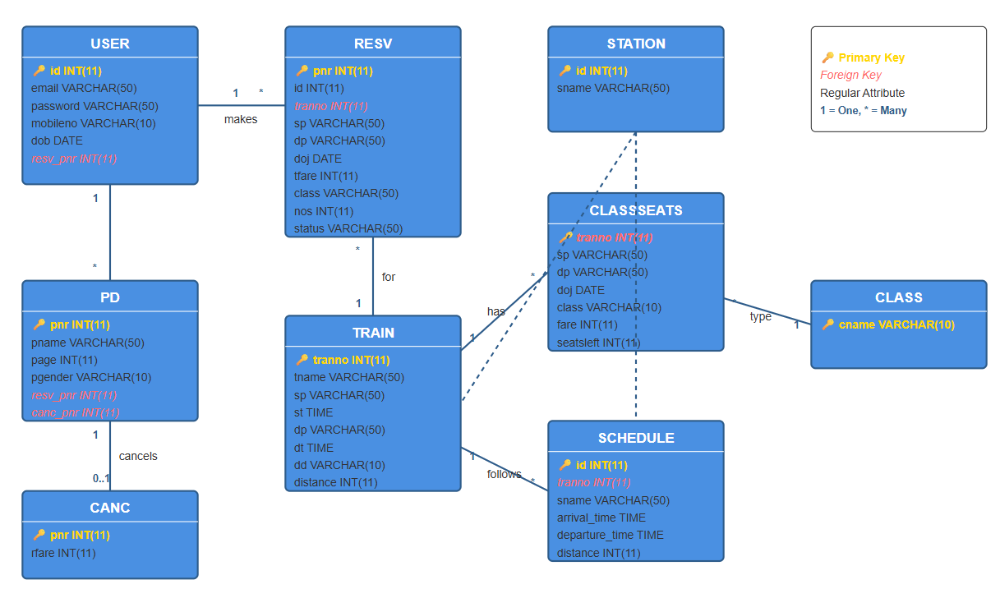 USER
🔑 id INT(11)
email VARCHAR(50)
password VARCHAR(50)
mobileno VARCHAR(10)
dob DATE
resv_pnr INT(11)
1
*
makes
RESV
🔑 pnr INT(11)
id INT(11)
tranno INT(11)
sp VARCHAR(50)
dp VARCHAR(50)
doj DATE
tfare INT(11)
class VARCHAR(50)
nos INT(11)
status VARCHAR(50)
STATION
🔑 id INT(11)
sname VARCHAR(50)
🔑 Primary Key
Foreign Key
Regular Attribute
1 = One, * = Many
1
*
*
for
1
CLASSSEATS
🔑 tranno INT(11)
sp VARCHAR(50)
dp VARCHAR(50)
doj DATE
class VARCHAR(10)
fare INT(11)
seatsleft INT(11)
*
has
1
*
type
1
CLASS
🔑 cname VARCHAR(10)
PD
🔑 pnr INT(11)
pname VARCHAR(50)
page INT(11)
pgender VARCHAR(10)
resv_pnr INT(11)
canc_pnr INT(11)
TRAIN
🔑 tranno INT(11)
tname VARCHAR(50)
sp VARCHAR(50)
st TIME
dp VARCHAR(50)
dt TIME
dd VARCHAR(10)
distance INT(11)
1
cancels
0..1
1
follows
*
SCHEDULE
🔑 id INT(11)
tranno INT(11)
sname VARCHAR(50)
arrival_time TIME
departure_time TIME
distance INT(11)
CANC
🔑 pnr INT(11)
rfare INT(11)